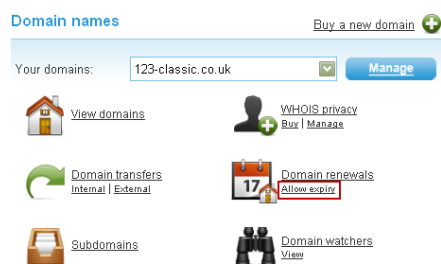 Domain names
Buy a new domain
Your domains: 123-classic.co.uk Manage
View domains
WHOIS privacy
Buy | Manage
Domain transfers
Internal | External
17
Domain renewals
Allow expiry
Subdomains
Domain watchers
View